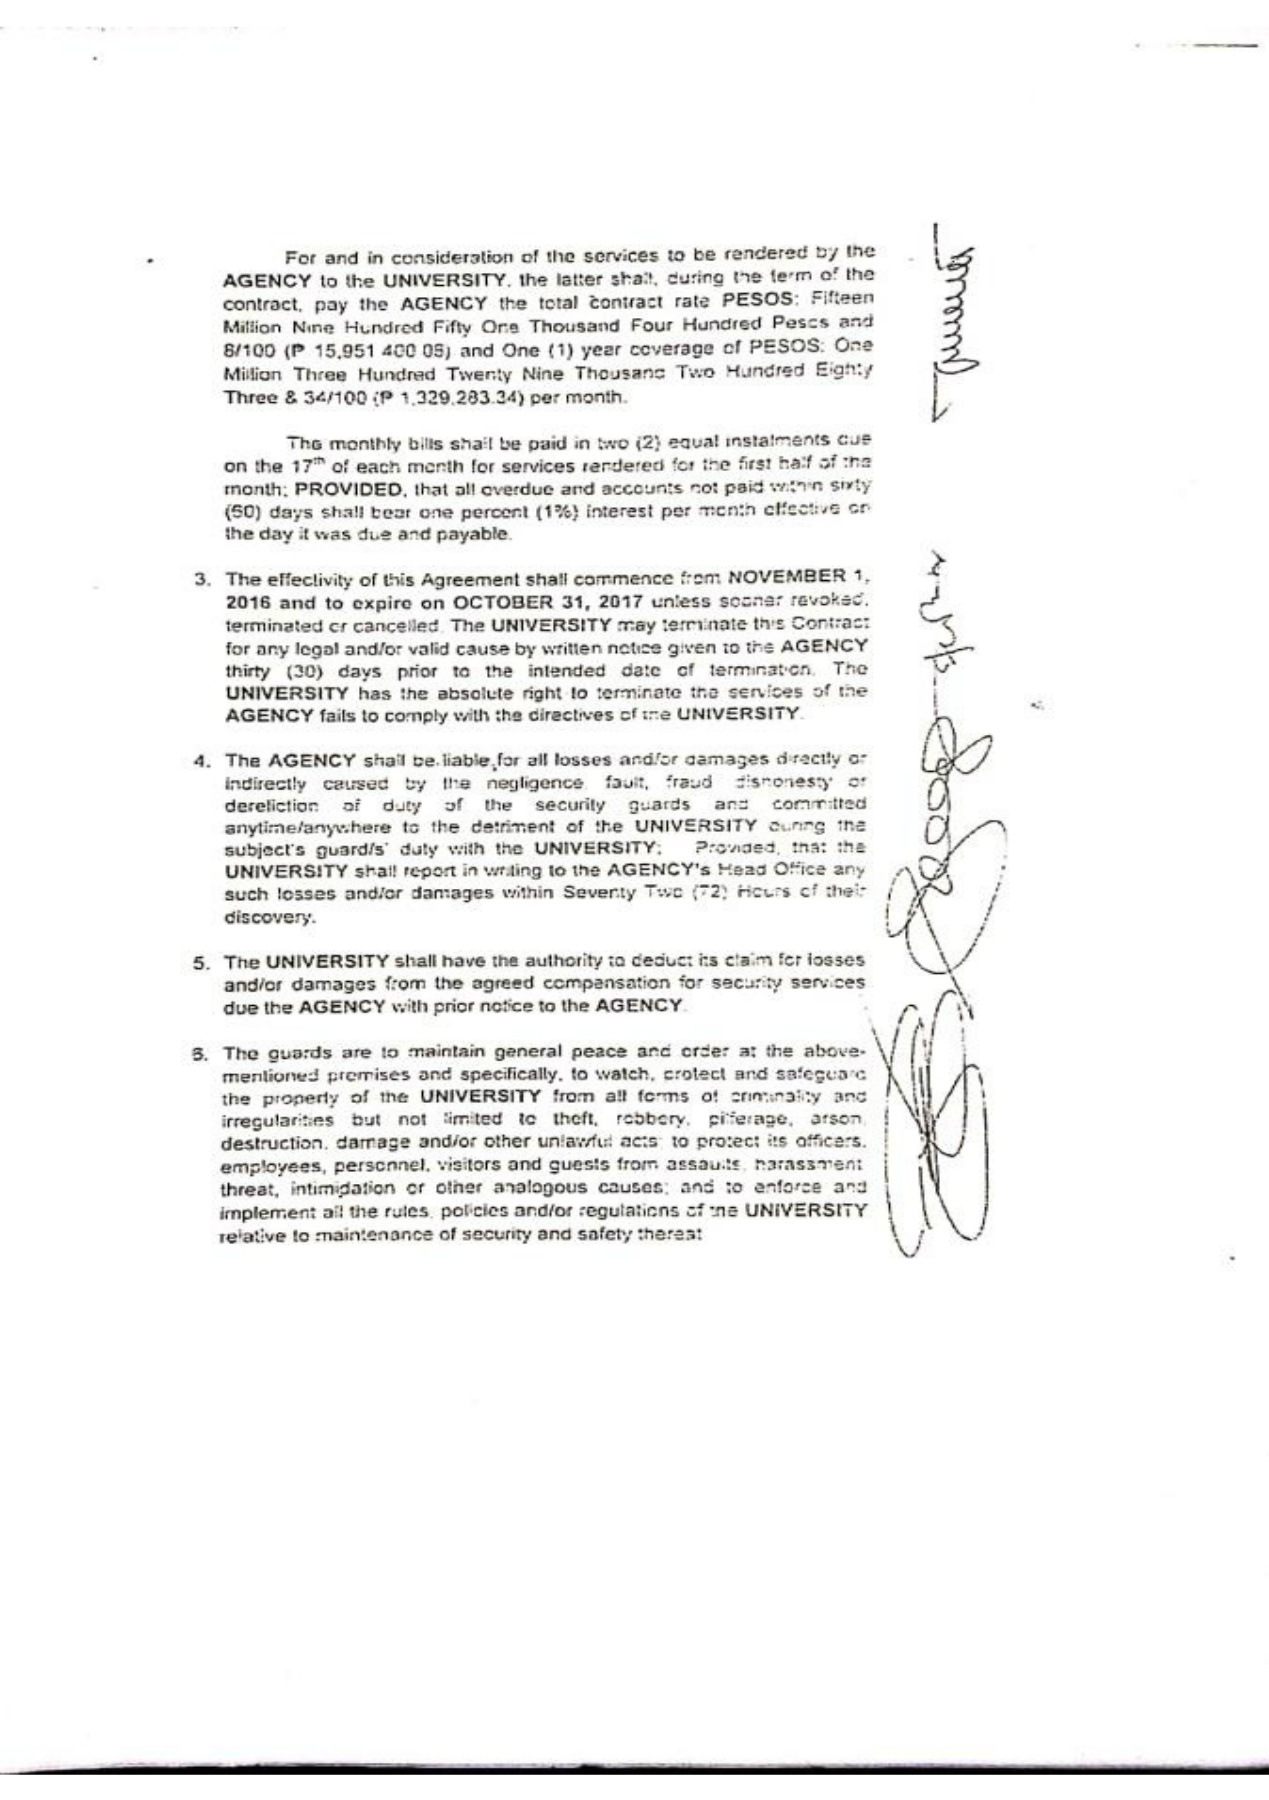 For and in consideration of the services to be rendered by the
AGENCY to the UNIVERSITY, the latter shall, during the term of the
contract, pay the AGENCY the total contract rate PESOS: Fifteen
Million Nine Hundred Fifty One Thousand Four Hundred Pesos and
8/100 (₱ 15,951 400 08) and One (1) year coverage of PESOS: One
Million Three Hundred Twenty Nine Thousand Two Hundred Eighty
Three & 34/100 (₱ 1,329,283.34) per month.
The monthly bills shall be paid in two (2) equal instalments due
on the 17th of each month for services rendered for the first half of the
month; PROVIDED, that all overdue and accounts not paid within sixty
(60) days shall bear one percent (1%) interest per month effective on
the day it was due and payable.
3. The effectivity of this Agreement shall commence from NOVEMBER 1,
2016 and to expire on OCTOBER 31, 2017 unless sooner revoked,
terminated or cancelled. The UNIVERSITY may terminate this Contract
for any legal and/or valid cause by written notice given to the AGENCY
thirty (30) days prior to the intended date of termination. The
UNIVERSITY has the absolute right to terminate the services of the
AGENCY fails to comply with the directives of the UNIVERSITY.
4. The AGENCY shall be liable for all losses and/or damages directly or
indirectly caused by the negligence fault, fraud dishonesty or
dereliction of duty of the security guards and committed
anytime/anywhere to the detriment of the UNIVERSITY during the
subject's guard/s' duty with the UNIVERSITY; Provided, that the
UNIVERSITY shall report in writing to the AGENCY's Head Office any
such losses and/or damages within Seventy Two (72) Hours of their
discovery.
5. The UNIVERSITY shall have the authority to deduct its claim for losses
and/or damages from the agreed compensation for security services
due the AGENCY with prior notice to the AGENCY.
6. The guards are to maintain general peace and order at the above-
mentioned premises and specifically, to watch, protect and safeguard
the property of the UNIVERSITY from all forms of criminality and
irregularities but not limited to theft, robbery, pilferage, arson,
destruction, damage and/or other unlawful acts; to protect its officers,
employees, personnel, visitors and guests from assaults, harassment
threat, intimidation or other analogous causes; and to enforce and
implement all the rules, policies and/or regulations of the UNIVERSITY
relative to maintenance of security and safety thereat